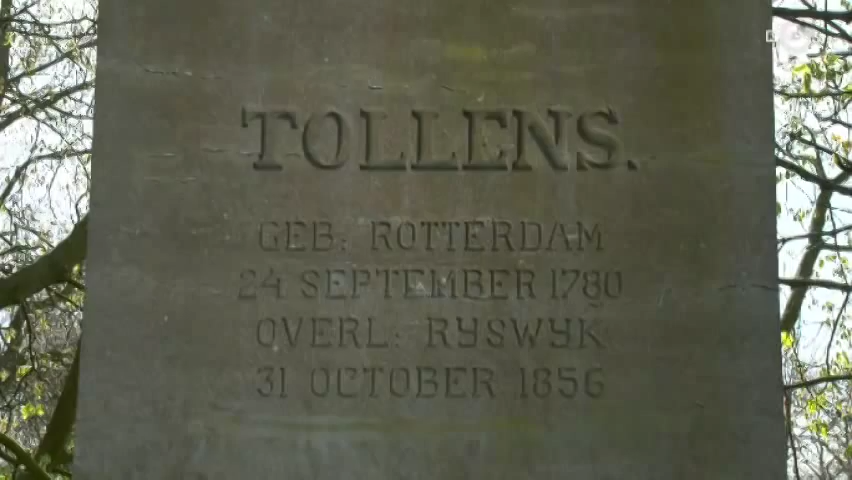 TOLLENS.
GEB: ROTTERDAM
24 SEPTEMBER 1780
OVERL: RYSWYK
31 OCTOBER 1856